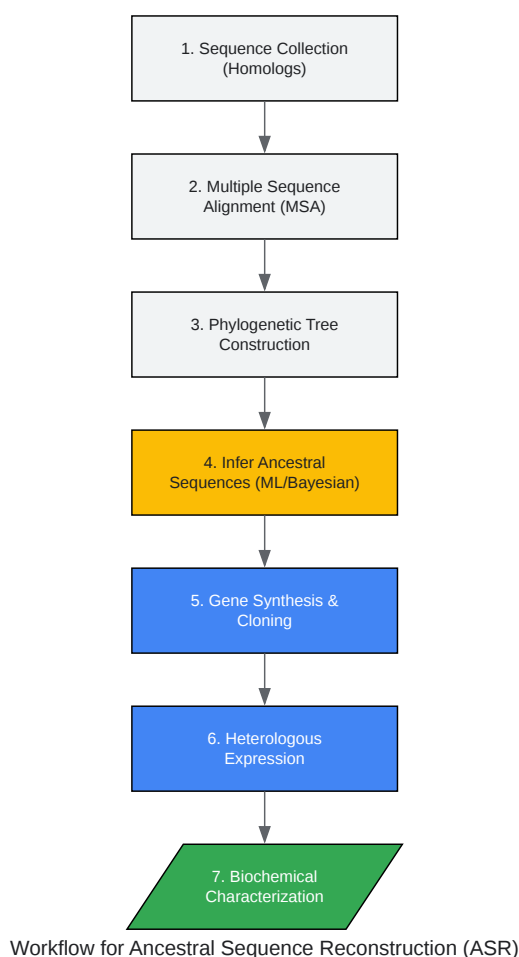 1. Sequence Collection
(Homologs)
2. Multiple Sequence
Alignment (MSA)
3. Phylogenetic Tree
Construction
4. Infer Ancestral
Sequences (ML/Bayesian)
5. Gene Synthesis &
Cloning
6. Heterologous
Expression
7. Biochemical
Characterization
Workflow for Ancestral Sequence Reconstruction (ASR)